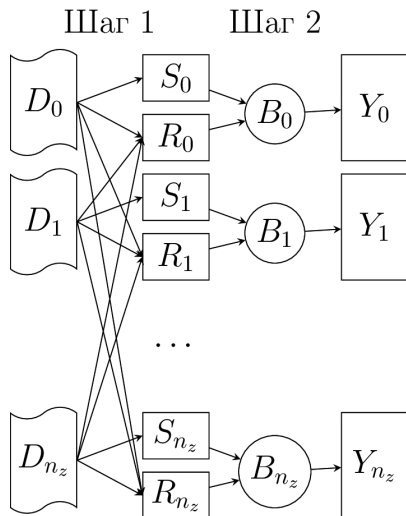 Шаг 1 Шаг 2
D_0 S_0 B_0 Y_0
R_0
D_1 S_1 B_1 Y_1
R_1
...
D_{n_z} S_{n_z} B_{n_z} Y_{n_z}
R_{n_z}